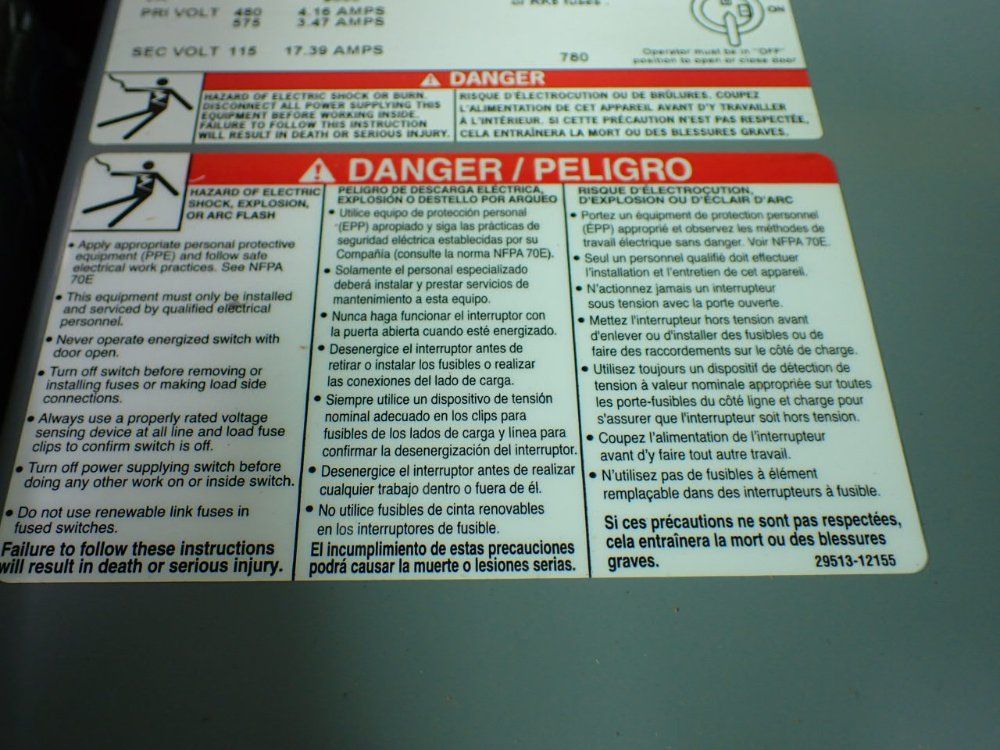 or RK5 fuses.
PRI VOLT 480 4.16 AMPS
575 3.47 AMPS
ON
SEC VOLT 115 17.39 AMPS
780
Operator must be in "OFF"
position to open or close door
DANGER
HAZARD OF ELECTRIC SHOCK OR BURN.
DISCONNECT ALL POWER SUPPLYING THIS
EQUIPMENT BEFORE WORKING INSIDE.
FAILURE TO FOLLOW THIS INSTRUCTION
WILL RESULT IN DEATH OR SERIOUS INJURY.
RISQUE D'ÉLECTROCUTION OU DE BRÛLURES. COUPEZ
L'ALIMENTATION DE CET APPAREIL AVANT D'Y TRAVAILLER
À L'INTÉRIEUR. SI CETTE PRÉCAUTION N'EST PAS RESPECTÉE,
CELA ENTRAÎNERA LA MORT OU DES BLESSURES GRAVES.
DANGER / PELIGRO
HAZARD OF ELECTRIC
SHOCK, EXPLOSION,
OR ARC FLASH
• Apply appropriate personal protective
equipment (PPE) and follow safe
electrical work practices. See NFPA
70E
• This equipment must only be installed
and serviced by qualified electrical
personnel.
• Never operate energized switch with
door open.
• Turn off switch before removing or
installing fuses or making load side
connections.
• Always use a properly rated voltage
sensing device at all line and load fuse
clips to confirm switch is off.
• Turn off power supplying switch before
doing any other work on or inside switch.
• Do not use renewable link fuses in
fused switches.
Failure to follow these instructions
will result in death or serious injury.
PELIGRO DE DESCARGA ELÉCTRICA,
EXPLOSIÓN O DESTELLO POR ARQUEO
• Utilice equipo de protección personal
(EPP) apropiado y siga las prácticas de
seguridad eléctrica establecidas por su
Compañía (consulte la norma NFPA 70E).
• Solamente el personal especializado
deberá instalar y prestar servicios de
mantenimiento a esta equipo.
• Nunca haga funcionar el interruptor con
la puerta abierta cuando esté energizado.
• Desenergice el interruptor antes de
retirar o instalar los fusibles o realizar
las conexiones del lado de carga.
• Siempre utilice un dispositivo de tensión
nominal adecuado en los clips para
fusibles de los lados de carga y línea para
confirmar la desenergización del interruptor.
• Desenergice el interruptor antes de realizar
cualquier trabajo dentro o fuera de él.
• No utilice fusibles de cinta renovables
en los interruptores de fusible.
El incumplimiento de estas precauciones
podrá causar la muerte o lesiones serias.
RISQUE D'ÉLECTROCUTION,
D'EXPLOSION OU D'ÉCLAIR D'ARC
• Portez un équipment de protection personnel
(ÉPP) approprié et observez les méthodes de
travail électrique sans danger. Voir NFPA 70E.
• Seul un personnel qualifié doit effectuer
l'installation et l'entretien de cet appareil.
• N'actionnez jamais un interrupteur
sous tension avec la porte ouverte.
• Mettez l'interrupteur hors tension avant
d'enlever ou d'installer des fusibles ou de
faire des raccordements sur le côté de charge.
• Utilisez toujours un dispositif de détection de
tension à valeur nominale appropriée sur toutes
les porte-fusibles du côté ligne et charge pour
s'assurer que l'interrupteur soit hors tension.
• Coupez l'alimentation de l'interrupteur
avant d'y faire tout autre travail.
• N'utilisez pas de fusibles à élément
remplaçable dans des interrupteurs à fusible.
Si ces précautions ne sont pas respectées,
cela entraînera la mort ou des blessures
graves.
29513-12155